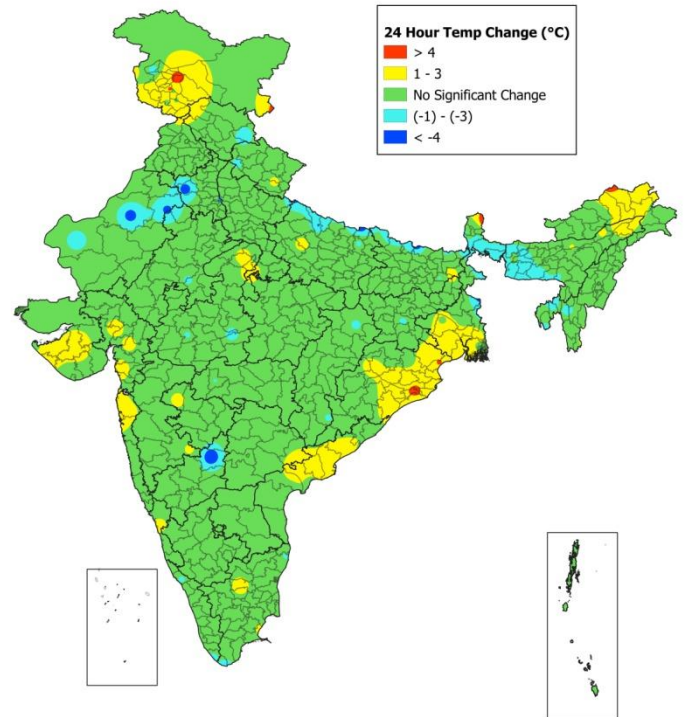 24 Hour Temp Change (°C)
> 4
1 - 3
No Significant Change
(-1) - (-3)
< -4